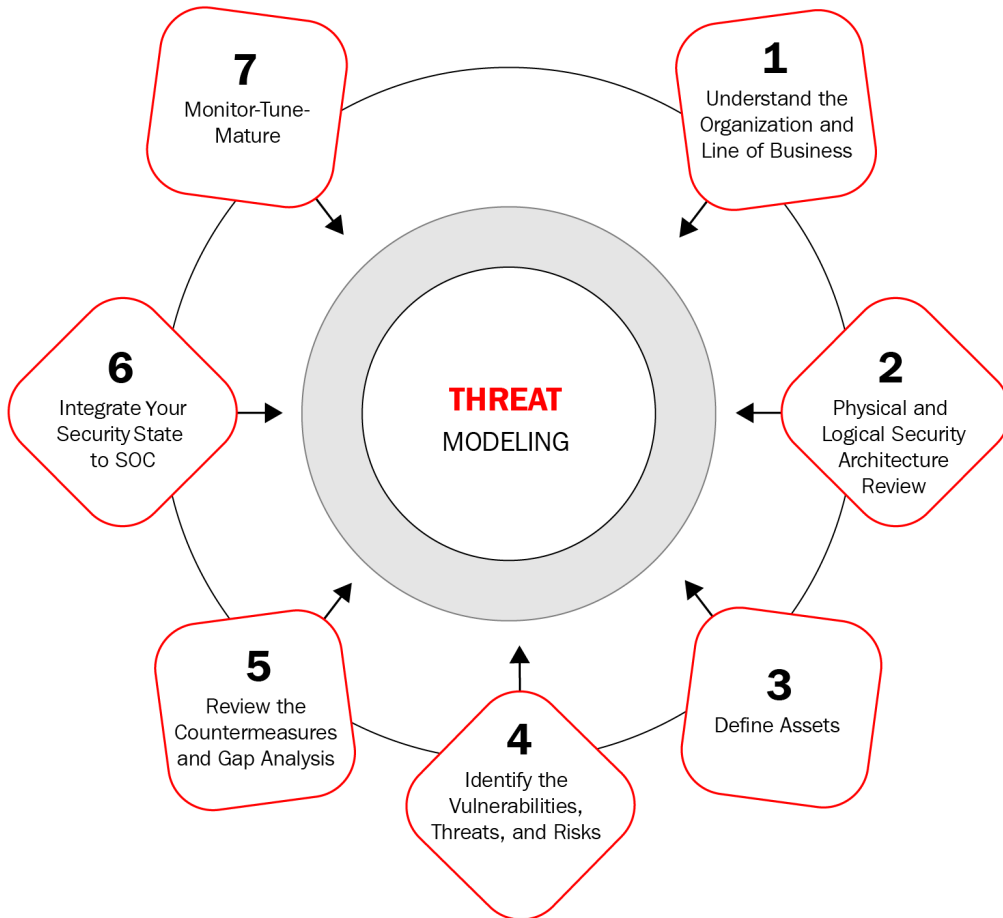 1
Understand the
Organization and
Line of Business
2
Physical and
Logical Security
Architecture
Review
3
Define Assets
4
Identify the
Vulnerabilities,
Threats, and Risks
5
Review the
Countermeasures
and Gap Analysis
6
Integrate Your
Security State
to SOC
7
Monitor-Tune-
Mature
THREAT
MODELING